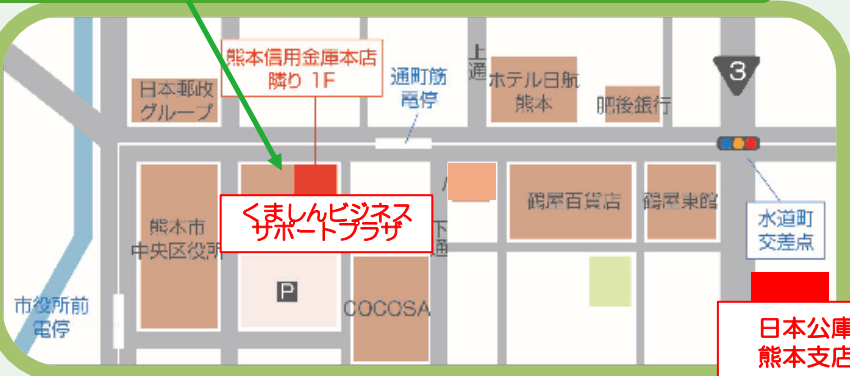 熊本信用金庫本店
隣り 1F
通町筋
電停
上通
ホテル日航
熊本
3
日本郵政
グループ
肥後銀行
熊本市
中央区役所
くましんビジネス
サポートプラザ
下通
鶴屋百貨店
鶴屋東館
水道町
交差点
P
COCOSA
市役所前
電停
日本公庫
熊本支店